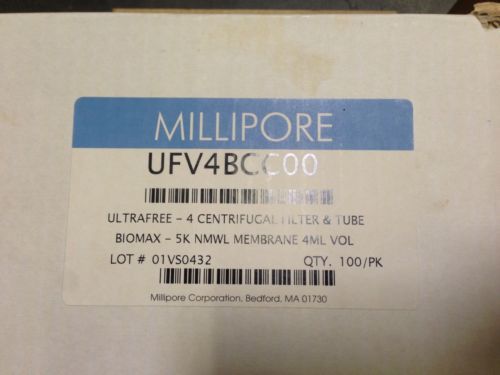 MILLIPORE
UFV4BCC00
ULTRAFREE - 4 CENTRIFUGAL FILTER & TUBE
BIOMAX - 5K NMWL MEMBRANE 4ML VOL
LOT # 01VS0432 QTY. 100/PK
Millipore Corporation, Bedford, MA 01730